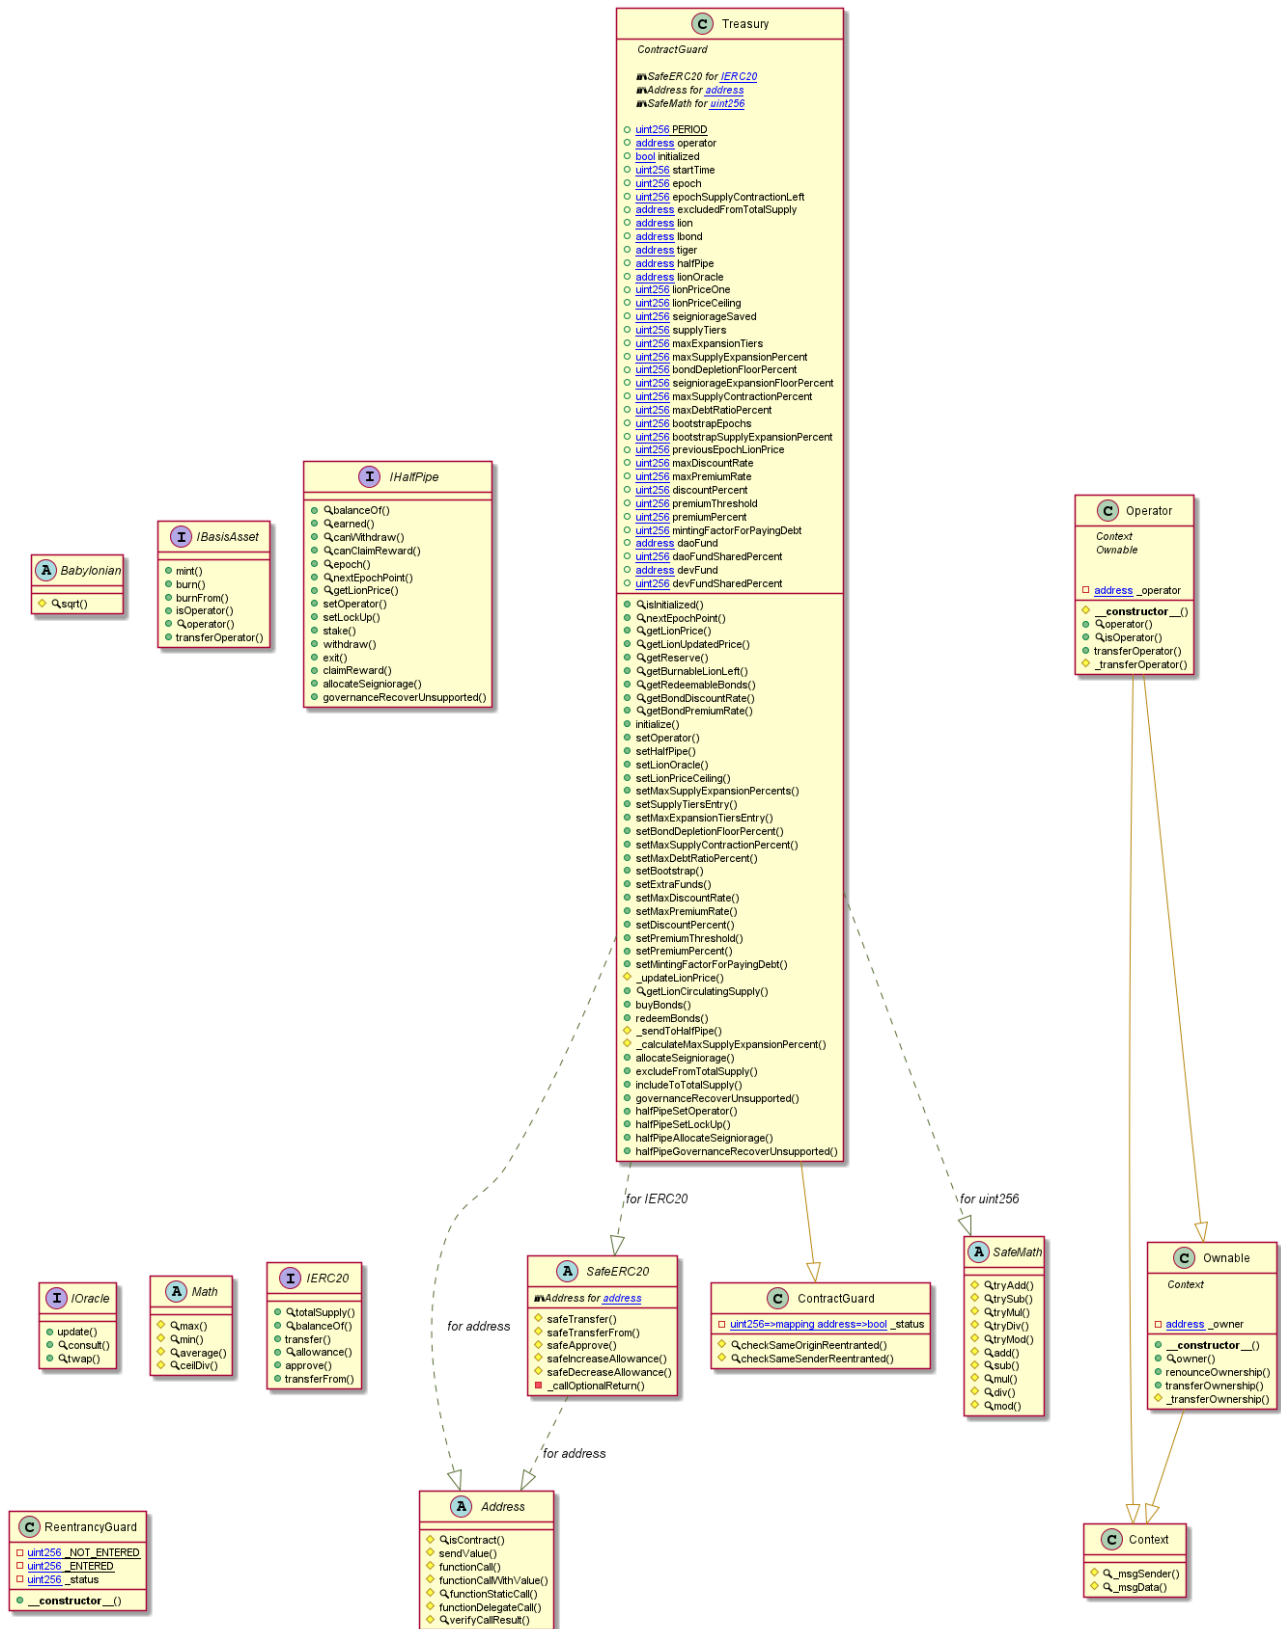 C Treasury
ContractGuard
SafeERC20 for IERC20
Address for address
SafeMath for uint256
uint256 PERIOD
address operator
bool initialized
uint256 startTime
uint256 epoch
uint256 epochSupplyContractionLeft
address excludedFromTotalSupply
address lion
address lbond
address tiger
address halfPipe
address lionOracle
uint256 lionPriceOne
uint256 lionPriceCeiling
uint256 seigniorageSaved
uint256 supplyTiers
uint256 maxExpansionTiers
uint256 maxSupplyExpansionPercent
uint256 bondDepletionFloorPercent
uint256 seigniorageExpansionFloorPercent
uint256 maxSupplyContractionPercent
uint256 maxDebtRatioPercent
uint256 bootstrapEpochs
uint256 bootstrapSupplyExpansionPercent
uint256 previousEpochLionPrice
uint256 maxDiscountRate
uint256 maxPremiumRate
uint256 discountPercent
uint256 premiumThreshold
uint256 premiumPercent
uint256 mintingFactorForPayingDebt
address daoFund
uint256 daoFundSharedPercent
address devFund
uint256 devFundSharedPercent
isInitialized()
nextEpochPoint()
getLionPrice()
getLionUpdatedPrice()
getReserve()
getBurnableLionLeft()
getRedeemableBonds()
getBondDiscountRate()
getBondPremiumRate()
initialize()
setOperator()
setHalfPipe()
setLionOracle()
setLionPriceCeiling()
setMaxSupplyExpansionPercents()
setSupplyTiersEntry()
setMaxExpansionTiersEntry()
setBondDepletionFloorPercent()
setMaxSupplyContractionPercent()
setMaxDebtRatioPercent()
setBootstrap()
setExtraFunds()
setMaxDiscountRate()
setMaxPremiumRate()
setDiscountPercent()
setPremiumThreshold()
setPremiumPercent()
setMintingFactorForPayingDebt()
_updateLionPrice()
getLionCirculatingSupply()
buyBonds()
redeemBonds()
_sendToHalfPipe()
_calculateMaxSupplyExpansionPercent()
allocateSeigniorage()
excludeFromTotalSupply()
includeToTotalSupply()
governanceRecoverUnsupported()
halfPipeSetOperator()
halfPipeSetLockUp()
halfPipeAllocateSeigniorage()
halfPipeGovernanceRecoverUnsupported()
A Babylonian
sqrt()
I IBasisAsset
mint()
burn()
burnFrom()
isOperator()
operator()
transferOperator()
I IHalfPipe
balanceOf()
earned()
canWithdraw()
canClaimReward()
epoch()
nextEpochPoint()
getLionPrice()
setOperator()
setLockUp()
stake()
withdraw()
exit()
claimReward()
allocateSeigniorage()
governanceRecoverUnsupported()
C Operator
Context
Ownable
address _operator
__constructor__()
operator()
isOperator()
transferOperator()
_transferOperator()
for IERC20
for uint256
for address
for address
I IOracle
update()
consult()
twap()
A Math
max()
min()
average()
ceilDiv()
I IERC20
totalSupply()
balanceOf()
transfer()
allowance()
approve()
transferFrom()
A SafeERC20
Address for address
safeTransfer()
safeTransferFrom()
safeApprove()
safeIncreaseAllowance()
safeDecreaseAllowance()
_callOptionalReturn()
C ContractGuard
uint256=>mapping address=>bool _status
checkSameOriginReentranted()
checkSameSenderReentranted()
A SafeMath
tryAdd()
trySub()
tryMul()
tryDiv()
tryMod()
add()
sub()
mul()
div()
mod()
C Ownable
Context
address _owner
__constructor__()
owner()
renounceOwnership()
transferOwnership()
_transferOwnership()
C ReentrancyGuard
uint256 _NOT_ENTERED
uint256 _ENTERED
uint256 _status
__constructor__()
A Address
isContract()
sendValue()
functionCall()
functionCallWithValue()
functionStaticCall()
functionDelegateCall()
verifyCallResult()
C Context
_msgSender()
_msgData()